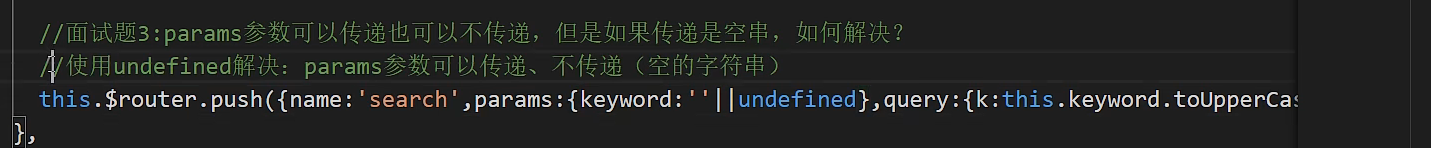 //面试题3:params参数可以传递也可以不传递，但是如果传递是空串，如何解决？
//使用undefined解决：params参数可以传递、不传递（空的字符串）
this.$router.push({name:'search',params:{keyword:''||undefined},query:{k:this.keyword.toUpperCas
},